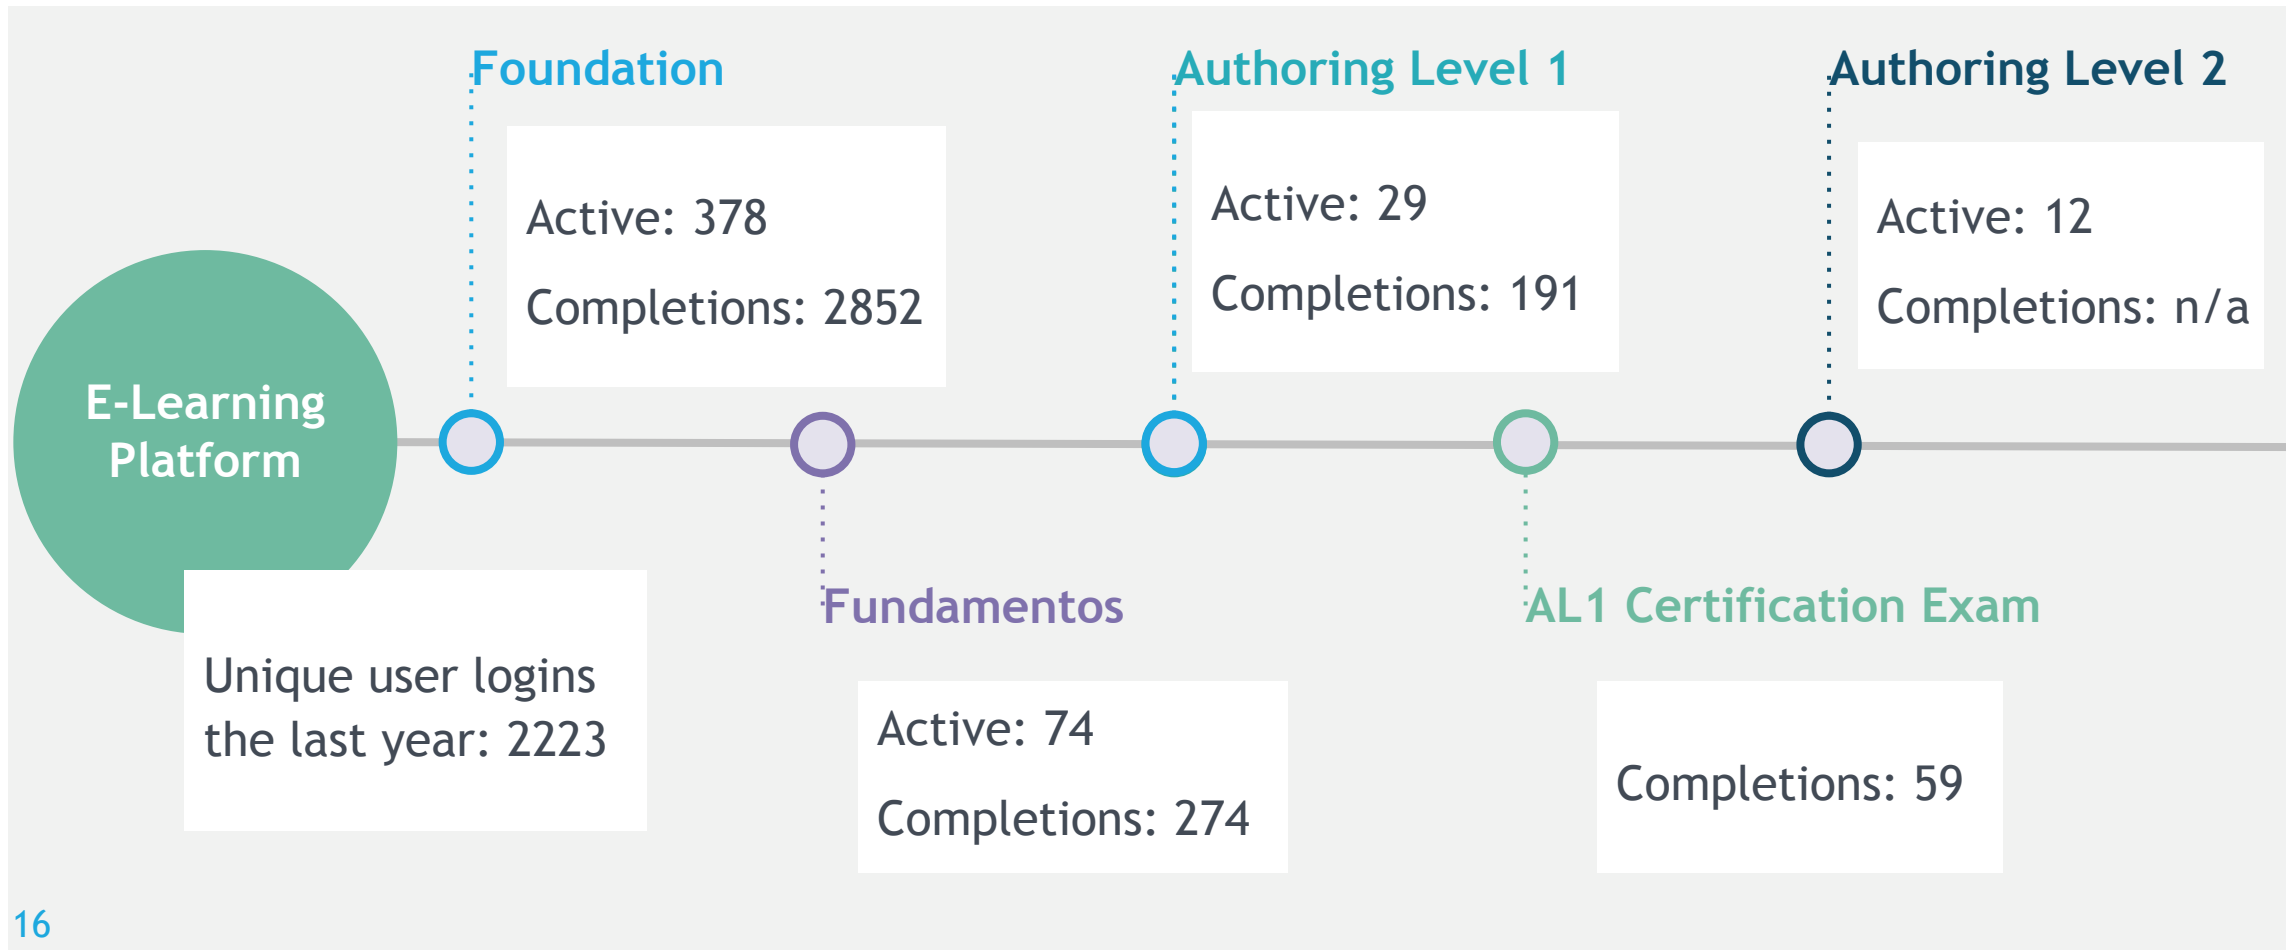 E-Learning
Platform
Unique user logins
the last year: 2223
Foundation
Active: 378
Completions: 2852
Fundamentos
Active: 74
Completions: 274
Authoring Level 1
Active: 29
Completions: 191
AL1 Certification Exam
Completions: 59
Authoring Level 2
Active: 12
Completions: n/a
16